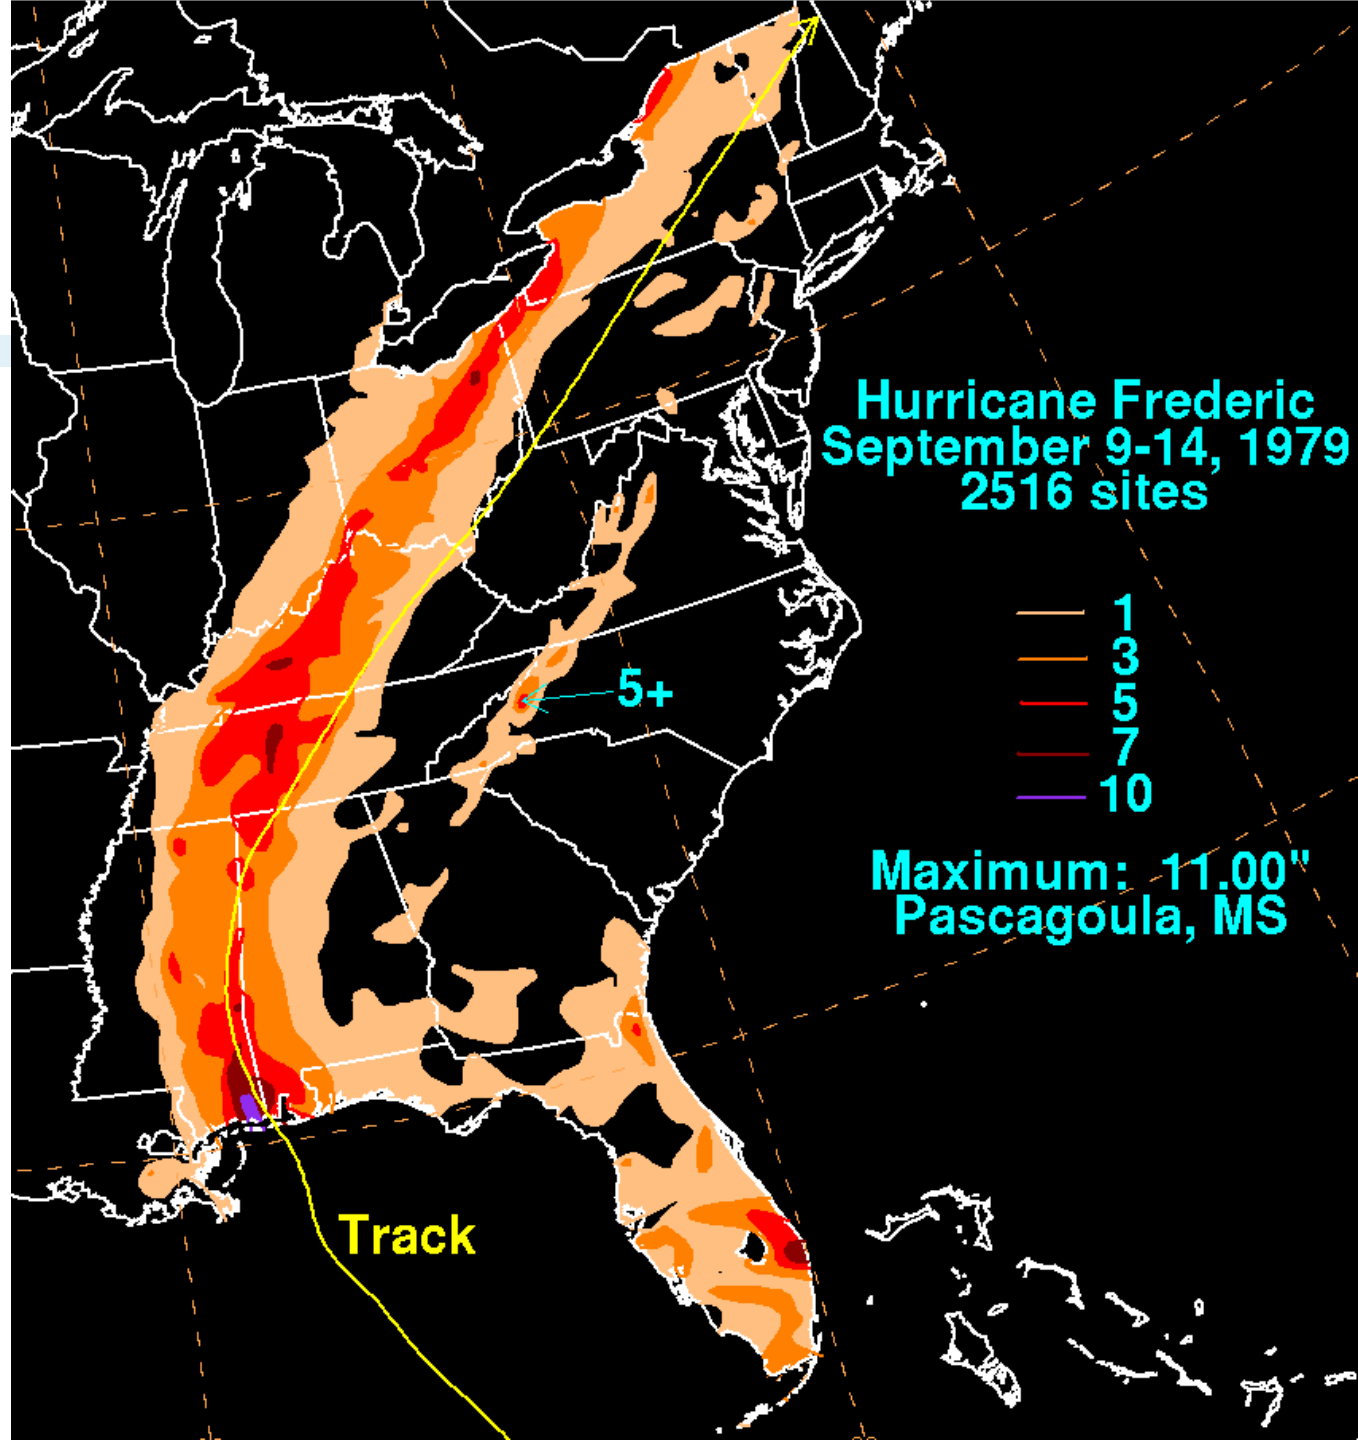 Hurricane Frederic
September 9-14, 1979
2516 sites
1
3
5+
5
7
10
Maximum: 11.00"
Pascagoula, MS
Track